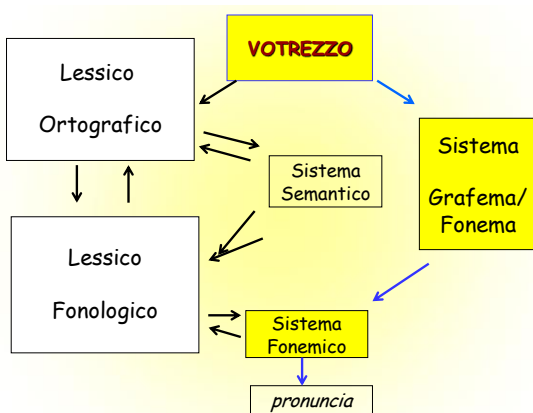 VOTREZZO
Lessico
Ortografico
Sistema
Grafema/
Fonema
Sistema
Semantico
Lessico
Fonologico
Sistema
Fonemico
pronuncia